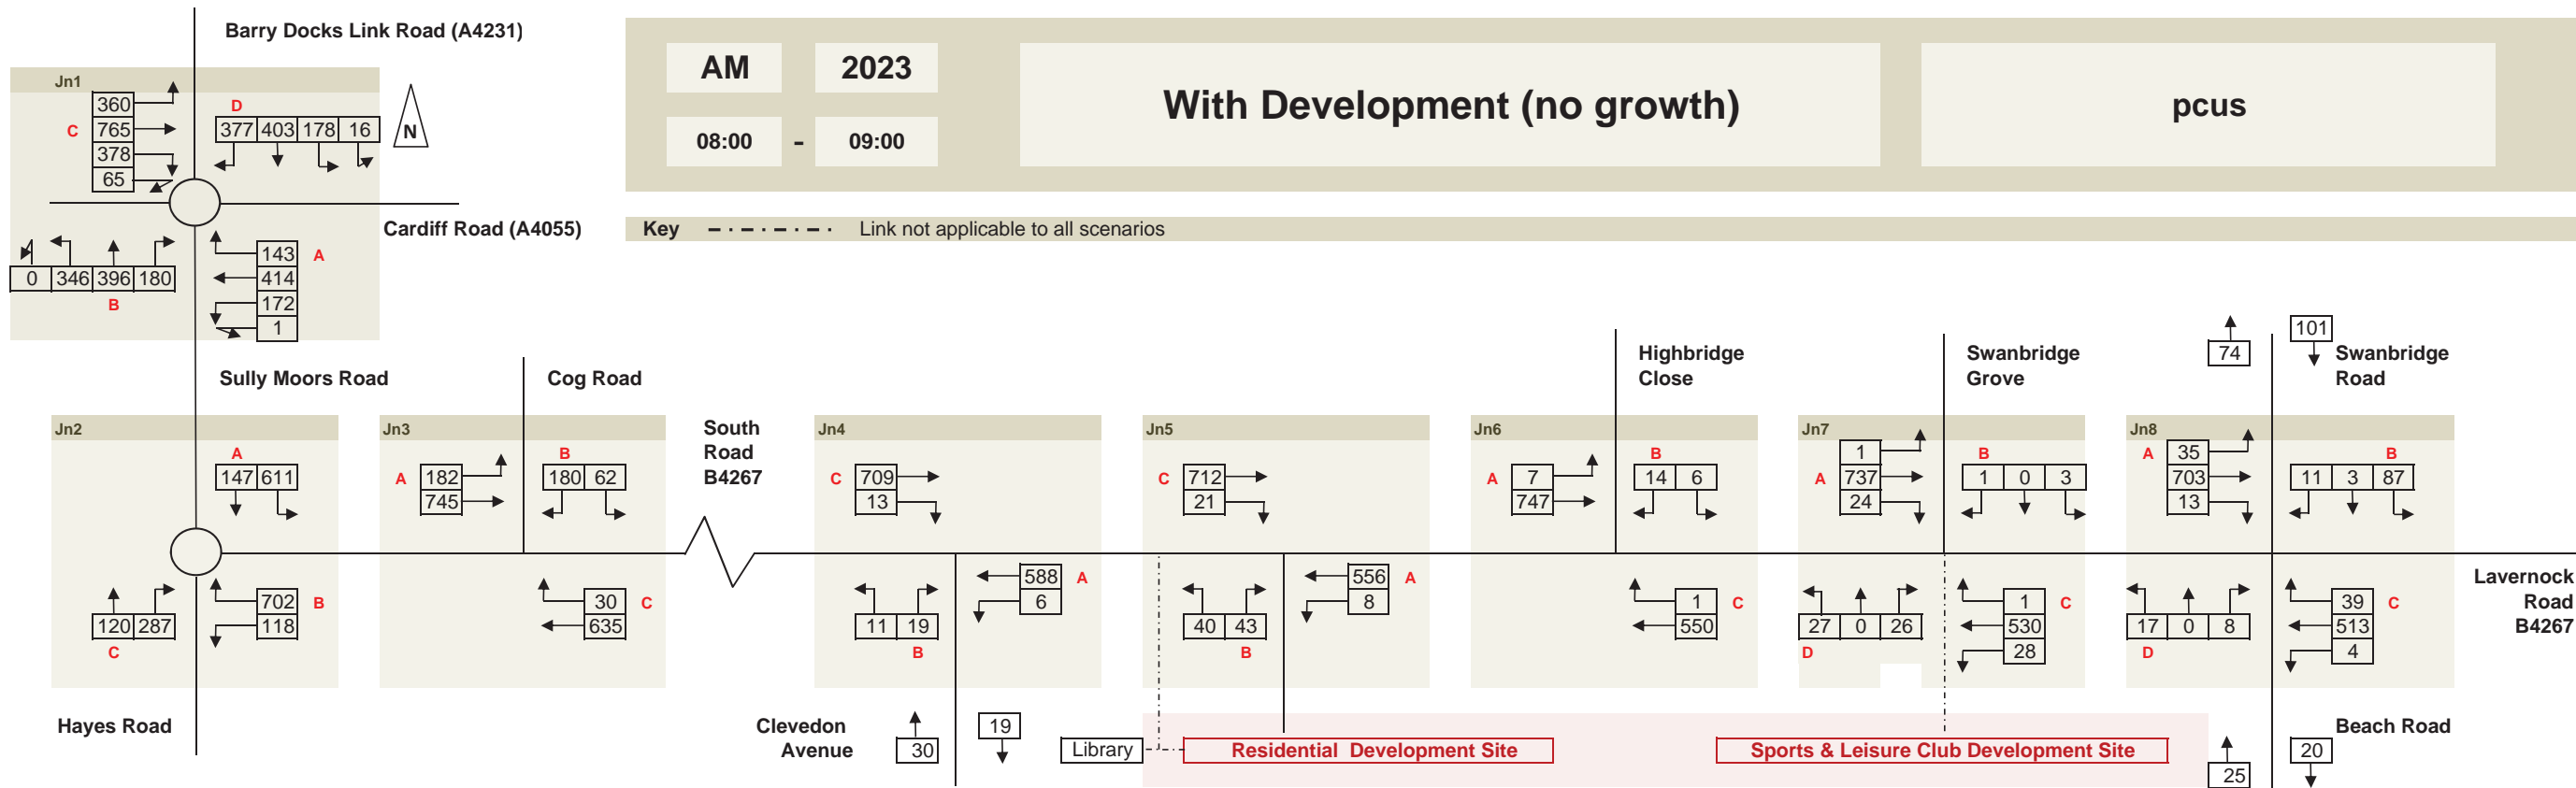 Barry Docks Link Road (A4231)
AM 2023
With Development (no growth)
pcus
08:00 - 09:00
Key Link not applicable to all scenarios
Jn1
360
C 765
378
65
D
377 403 178 16
N
Cardiff Road (A4055)
0 346 396 180
B
143 A
414
172
1
Sully Moors Road
Cog Road
South
Road
B4267
Highbridge
Close
Swanbridge
Grove
74
101
Swanbridge
Road
Jn2
A
147 611
120 287
C
702 B
118
Hayes Road
Jn3
A 182
745
B
180 62
30 C
635
Jn4
C 709
13
11 19
B
588 A
6
Clevedon
Avenue
30
19
Jn5
C 712
21
40 43
B
556 A
8
Library
Residential Development Site
Jn6
A 7
747
B
14 6
1 C
550
Jn7
1
A 737
24
B
1 0 3
27 0 26
D
1 C
530
28
Sports & Leisure Club Development Site
Jn8
A 35
703
13
B
11 3 87
17 0 8
D
39 C
513
4
Lavernock
Road
B4267
Beach Road
25
20